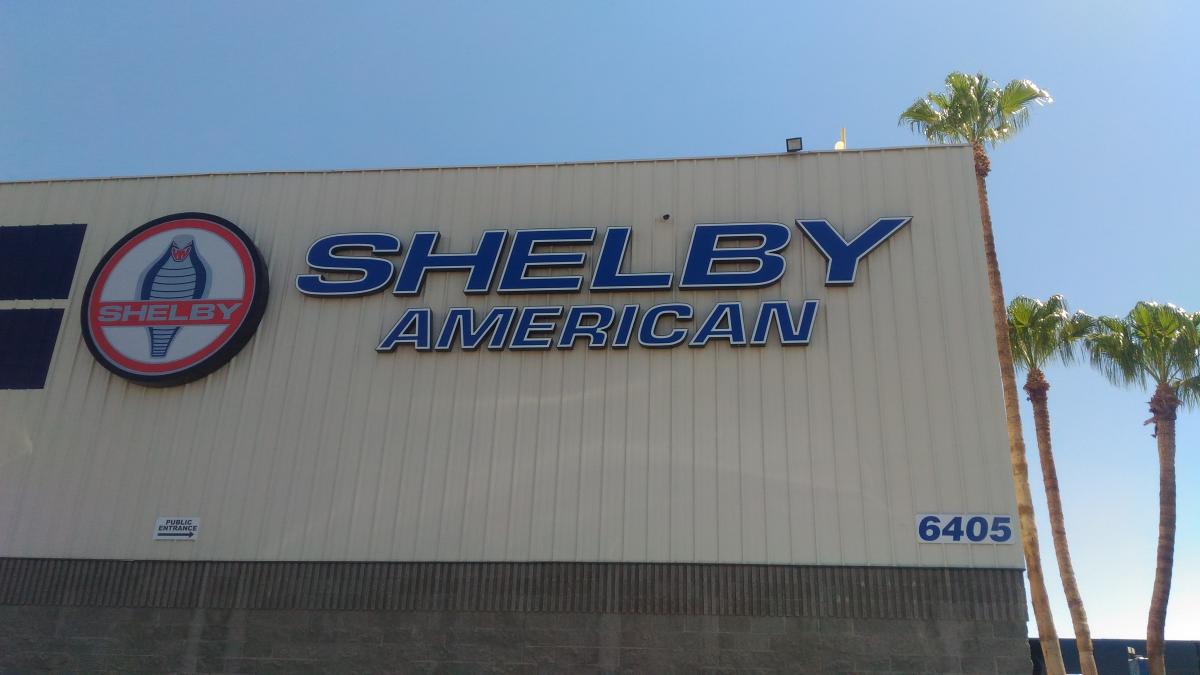 SHELBY
SHELBY
AMERICAN
PUBLIC
ENTRANCE
6405